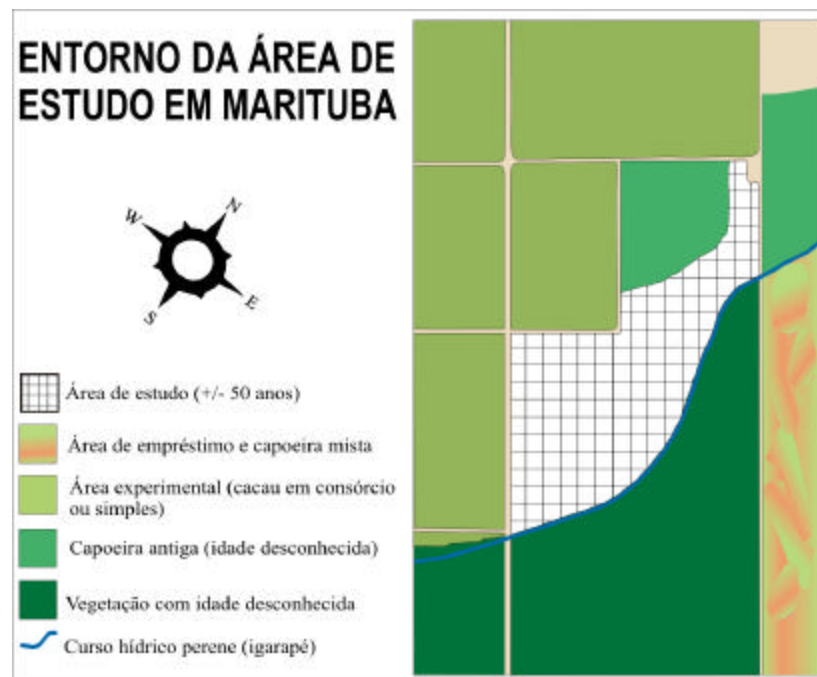 ENTORNO DA ÁREA DE
ESTUDO EM MARITUBA
W
N
S
E
Área de estudo (+/- 50 anos)
Área de empréstimo e capoeira mista
Área experimental (cacau em consórcio
ou simples)
Capoeira antiga (idade desconhecida)
Vegetação com idade desconhecida
Curso hídrico perene (igarapé)